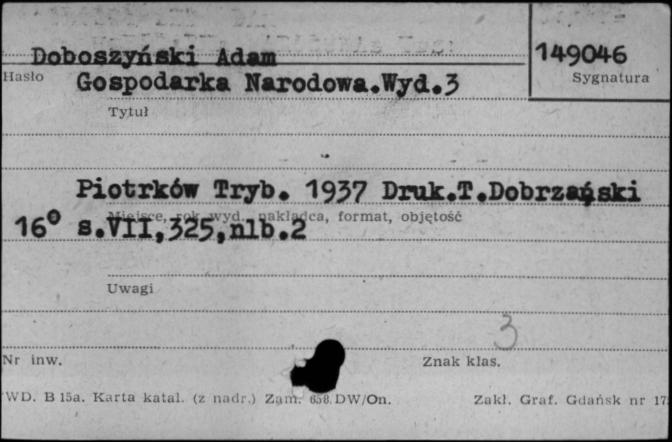 Doboszyński Adam
149046
Hasło
Sygnatura
Gospodarka Narodowa.Wyd.3
Tytuł
Piotrków Tryb. 1937 Druk.T.Dobrzański
Miejsce, rok wyd., nakładca, format, objętość
16° s.VII,325,nlb.2
Uwagi
3
Nr inw.
Znak klas.
WD. B 15a. Karta katal. (z nadr.) Zam. 658 DW/On.
Zakł. Graf. Gdańsk nr 17